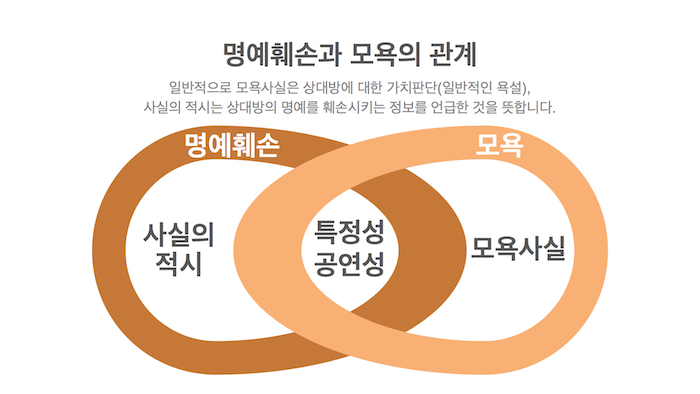 명예훼손과 모욕의 관계
일반적으로 모욕사실은 상대방에 대한 가치판단(일반적인 욕설),
사실의 적시는 상대방의 명예를 훼손시키는 정보를 언급한 것을 뜻합니다.
명예훼손
모욕
사실의
적시
특정성
공연성
모욕사실